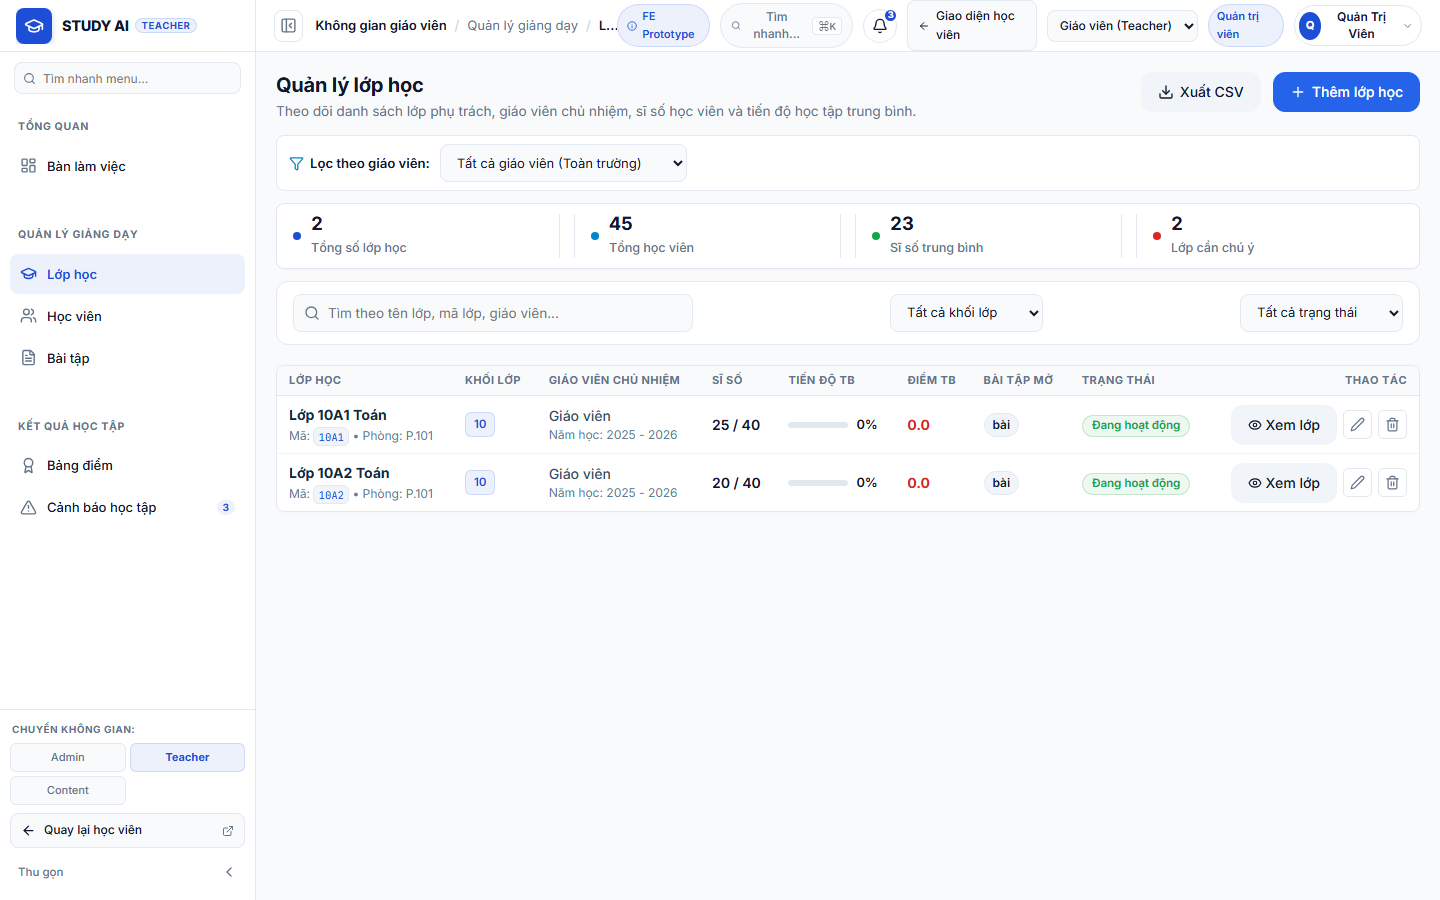 STUDY AI TEACHER
Tìm nhanh menu...
TỔNG QUAN
Bàn làm việc
QUẢN LÝ GIẢNG DẠY
Lớp học
Học viên
Bài tập
KẾT QUẢ HỌC TẬP
Bảng điểm
Cảnh báo học tập 3
CHUYỂN KHÔNG GIAN:
Admin Teacher
Content
Quay lại học viên
Thu gọn
Không gian giáo viên / Quản lý giảng dạy / L...
FE Prototype
Tìm nhanh... ⌘K
3
Giao diện học viên
Giáo viên (Teacher)
Quản trị viên
Q Quản Trị Viên
Quản lý lớp học
Theo dõi danh sách lớp phụ trách, giáo viên chủ nhiệm, sĩ số học viên và tiến độ học tập trung bình.
Xuất CSV
Thêm lớp học
Lọc theo giáo viên: Tất cả giáo viên (Toàn trường)
2
Tổng số lớp học
45
Tổng học viên
23
Sĩ số trung bình
2
Lớp cần chú ý
Tìm theo tên lớp, mã lớp, giáo viên...
Tất cả khối lớp
Tất cả trạng thái
LỚP HỌC KHỐI LỚP GIÁO VIÊN CHỦ NHIỆM SĨ SỐ TIẾN ĐỘ TB ĐIỂM TB BÀI TẬP MỞ TRẠNG THÁI THAO TÁC
Lớp 10A1 Toán
Mã: 10A1 • Phòng: P.101
10
Giáo viên
Năm học: 2025 - 2026
25 / 40 0% 0.0 bài Đang hoạt động Xem lớp
Lớp 10A2 Toán
Mã: 10A2 • Phòng: P.101
10
Giáo viên
Năm học: 2025 - 2026
20 / 40 0% 0.0 bài Đang hoạt động Xem lớp